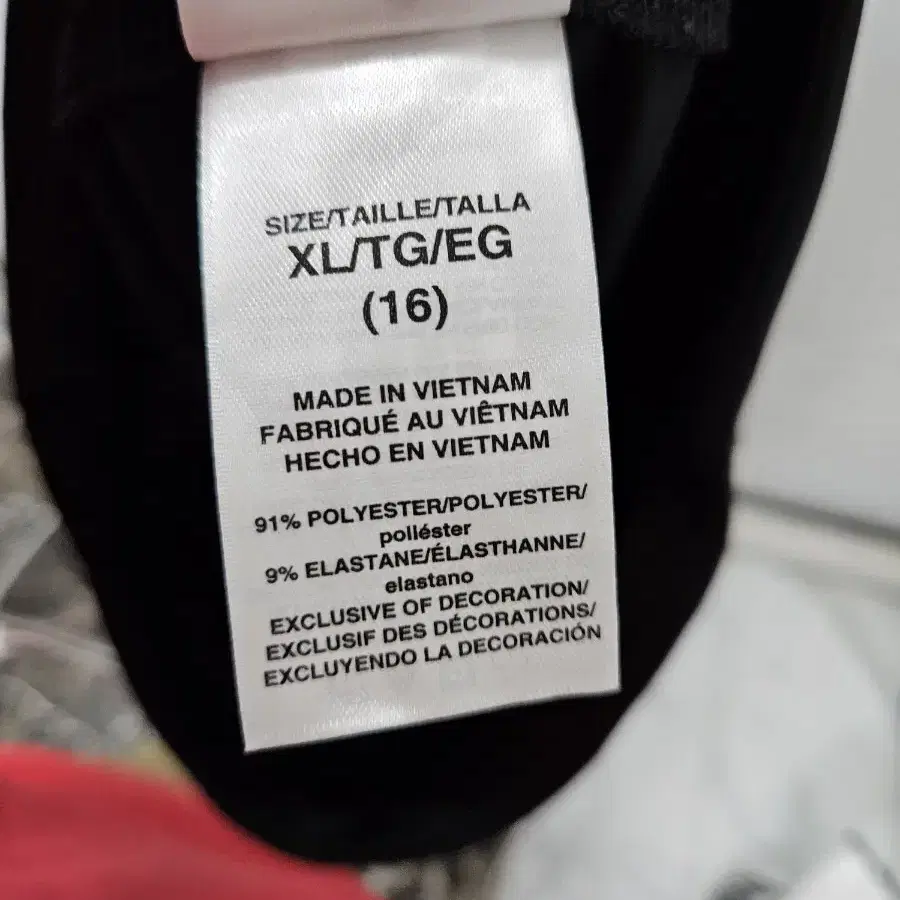 SIZE/TAILLE/TALLA
XL/TG/EG
(16)
MADE IN VIETNAM
FABRIQUÉ AU VIÊTNAM
HECHO EN VIETNAM
91% POLYESTER/POLYESTER/
poliéster
9% ELASTANE/ÉLASTHANNE/
elastano
EXCLUSIVE OF DECORATION/
EXCLUSIF DES DÉCORATIONS/
EXCLUYENDO LA DECORACIÓN